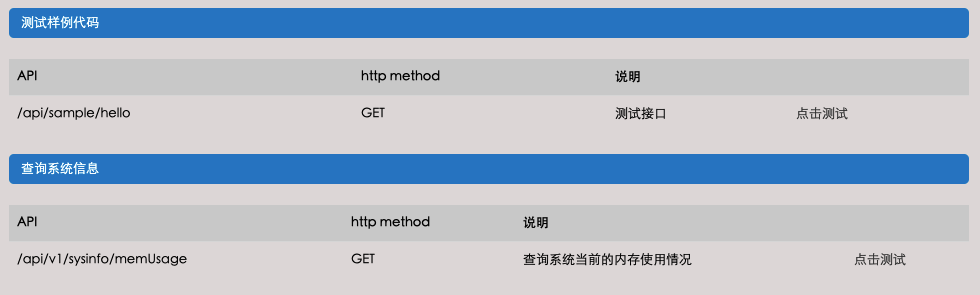 测试样例代码
API http method 说明
/api/sample/hello GET 测试接口 点击测试
查询系统信息
API http method 说明
/api/v1/sysinfo/memUsage GET 查询系统当前的内存使用情况 点击测试